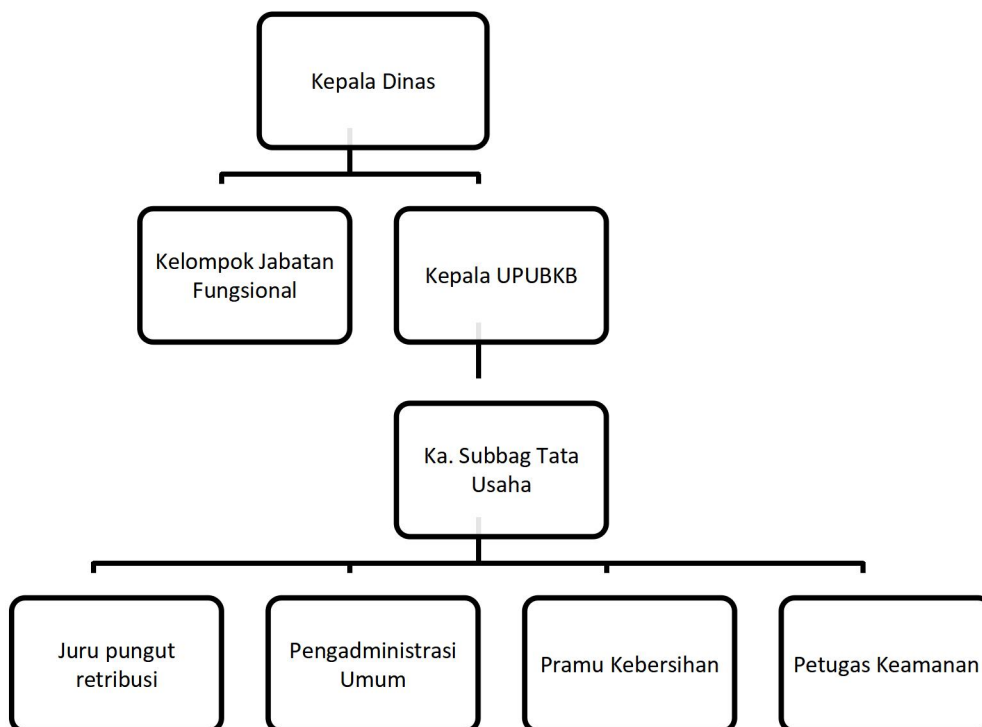 Kepala Dinas
Kelompok Jabatan
Fungsional
Kepala UPUBKB
Ka. Subbag Tata
Usaha
Juru pungut
retribusi
Pengadministrasi
Umum
Pramu Kebersihan
Petugas Keamanan